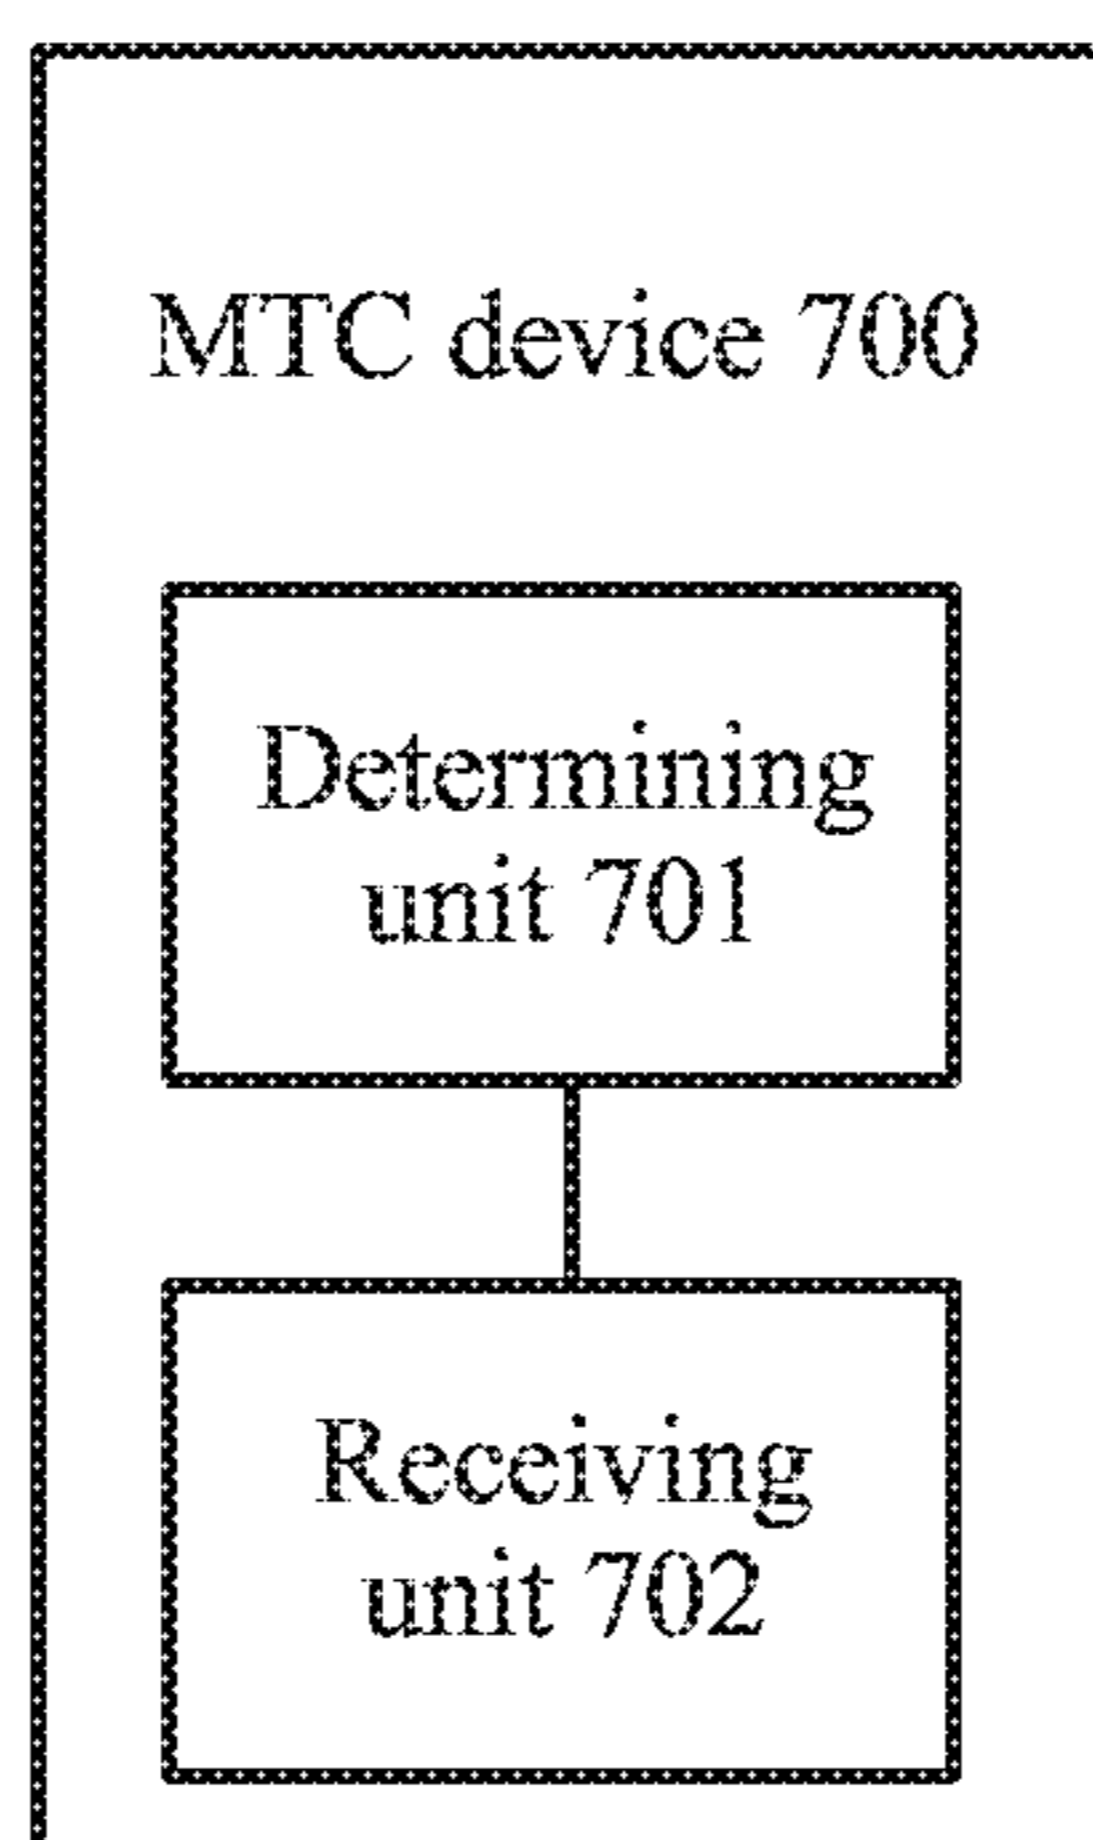 MTC device 700
Determining
unit 701
Receiving
unit 702